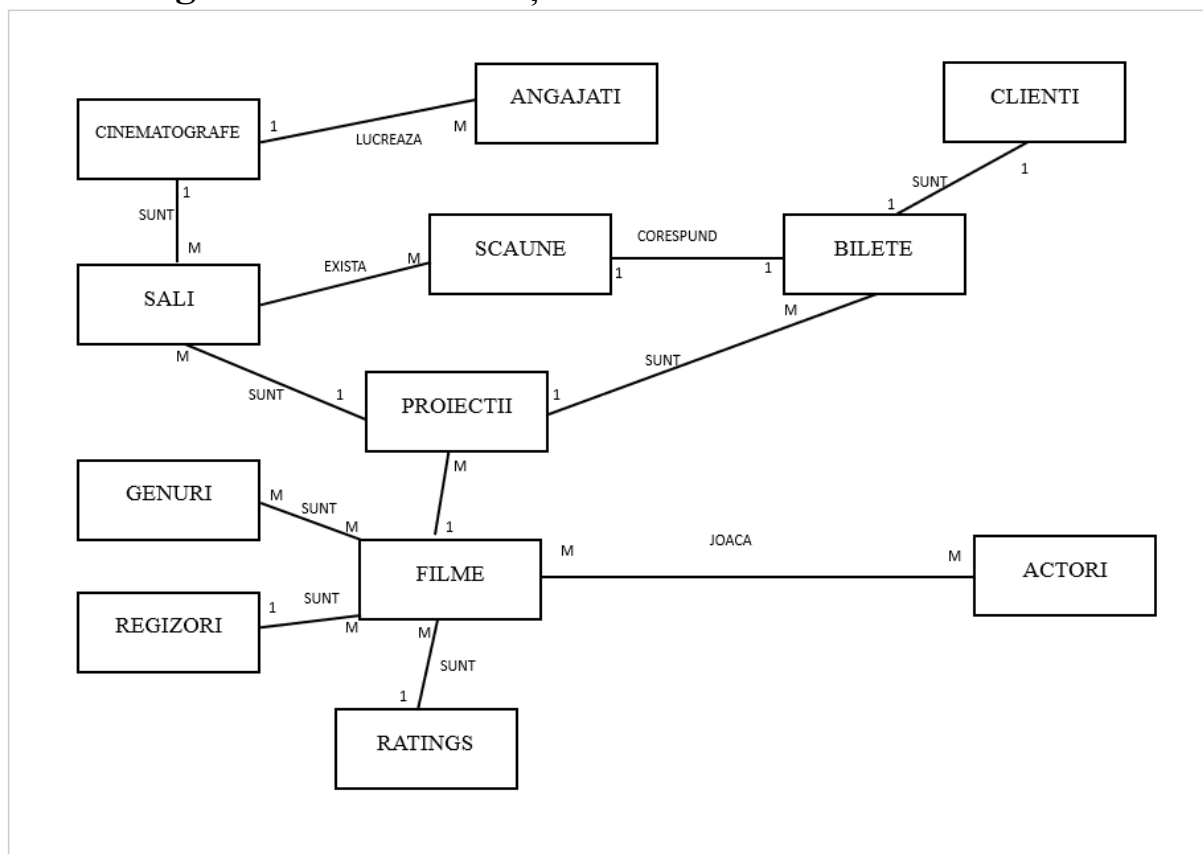 ANGAJATI
CLIENTI
CINEMATOGRAFE
1
M
LUCREAZA
1
SUNT
M
SUNT
1
1
SCAUNE
CORESPUND
BILETE
M
EXISTA
1
1
SALI
M
M
SUNT
SUNT
1
1
PROIECTII
M
GENURI
M
SUNT
M
1
M
JOACA
M
FILME
ACTORI
REGIZORI
1
SUNT
M
M
SUNT
1
RATINGS